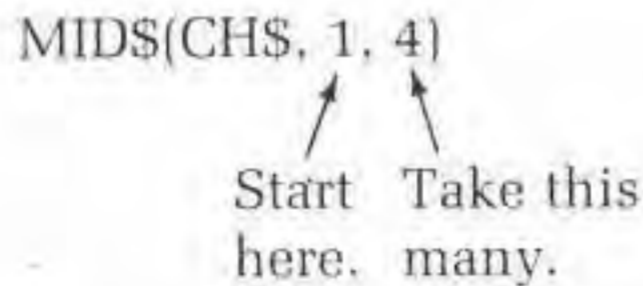 MID$(CH$, 1, 4)
Start Take this
here. many.